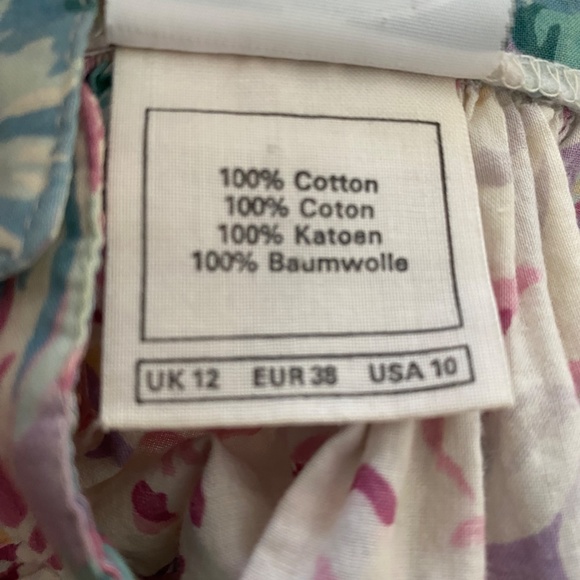 100% Cotton
100% Coton
100% Katoen
100% Baumwolle
UK 12 EUR 38 USA 10